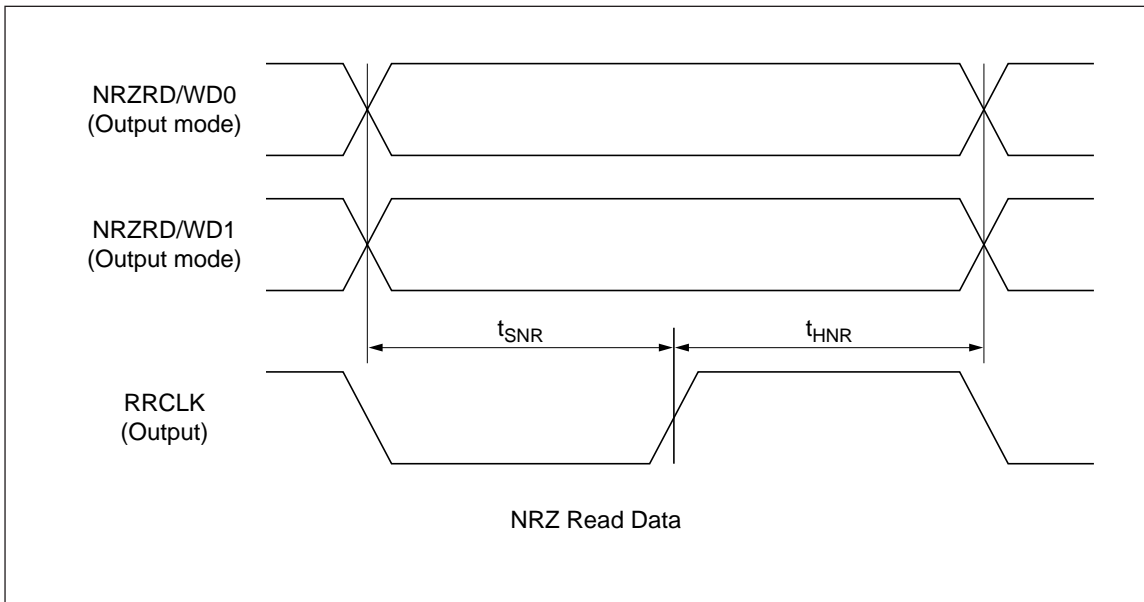 NRZRD/WD0
(Output mode)
NRZRD/WD1
(Output mode)
tSNR
tHNR
RRCLK
(Output)
NRZ Read Data